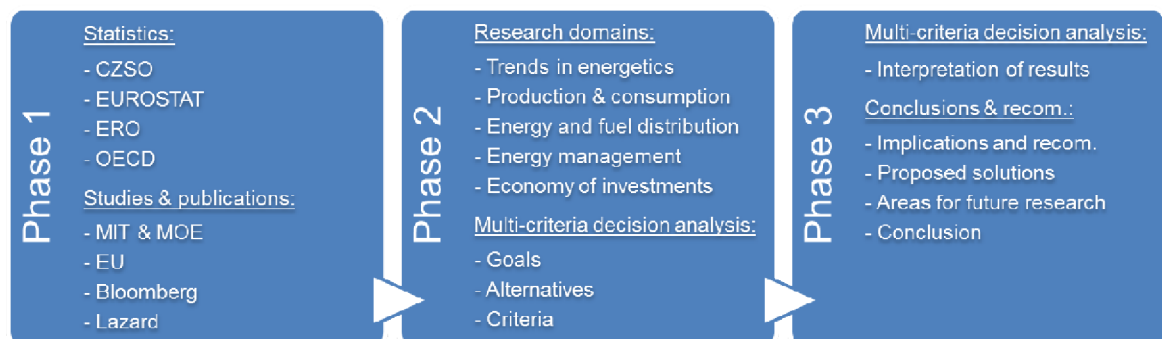 Phase 1
Statistics:
- CZSO
- EUROSTAT
- ERO
- OECD
Studies & publications:
- MIT & MOE
- EU
- Bloomberg
- Lazard
Phase 2
Research domains:
- Trends in energetics
- Production & consumption
- Energy and fuel distribution
- Energy management
- Economy of investments
Multi-criteria decision analysis:
- Goals
- Alternatives
- Criteria
Phase 3
Multi-criteria decision analysis:
- Interpretation of results
Conclusions & recom.:
- Implications and recom.
- Proposed solutions
- Areas for future research
- Conclusion